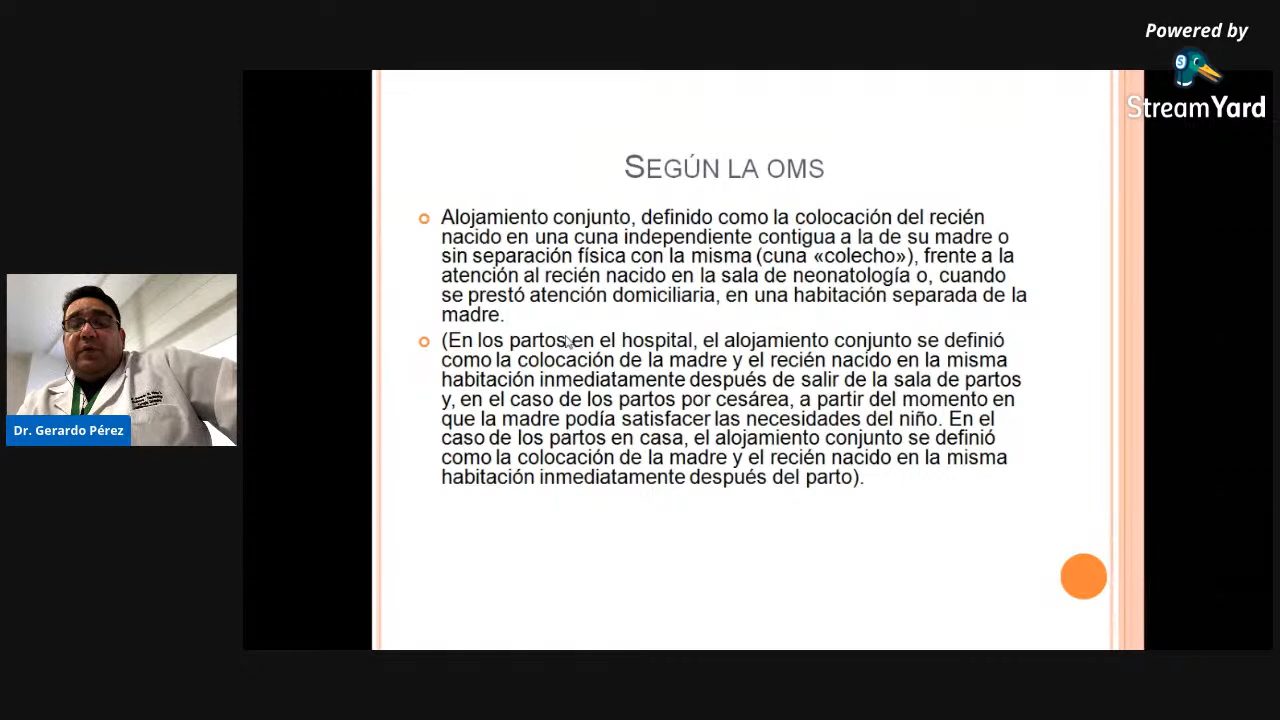 Powered by
StreamYard
SEGÚN LA OMS
Alojamiento conjunto, definido como la colocación del recién
nacido en una cuna independiente contigua a la de su madre o
sin separación física con la misma (cuna «colecho»), frente a la
atención al recién nacido en la sala de neonatología o, cuando
se prestó atención domiciliaria, en una habitación separada de la
madre.
(En los partos en el hospital, el alojamiento conjunto se definió
como la colocación de la madre y el recién nacido en la misma
habitación inmediatamente después de salir de la sala de partos
y, en el caso de los partos por cesárea, a partir del momento en
que la madre podía satisfacer las necesidades del niño. En el
caso de los partos en casa, el alojamiento conjunto se definió
como la colocación de la madre y el recién nacido en la misma
habitación inmediatamente después del parto).
Dr. Gerardo Pérez